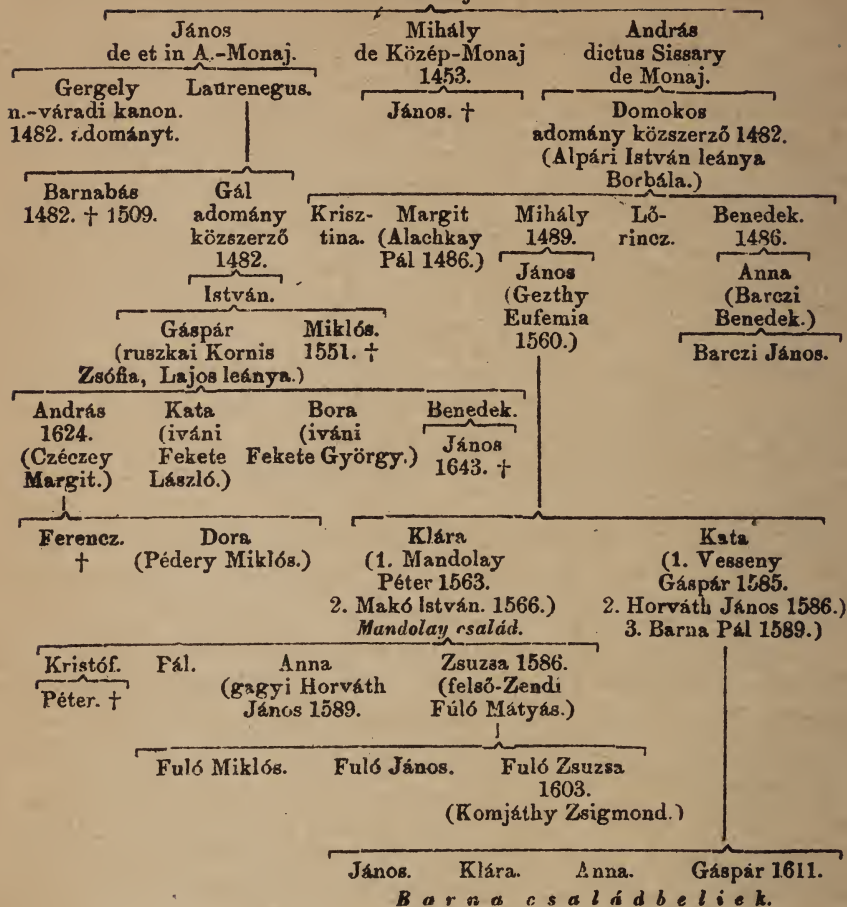 János Mihály András
de et in A.-Monaj. de Közép-Monaj dictus Sissary
1453. de Monaj.
Gergely Laurenegus.
n.-váradi kanon. János. † Domokos
1482. adományt. adomány közszerző 1482.
(Alpári István leánya
Borbála.)
Barnabás Gál
1482. † 1509. adomány Krisz- Margit Mihály Lő- Benedek.
közszerző tina. (Alachkay 1489. rincz. 1486.
1482. Pál 1486.)
István. János Anna
(Gezthy (Barczi
Gáspár Miklós. Eufemia Benedek.)
(ruszkai Kornis 1551. † 1560.)
Zsófia, Lajos leánya.) Barczi János.
András Kata Bora Benedek.
1624. (iváni (iváni János
(Czéczey Fekete Fekete György.) 1643. †
Margit.) László.)
Ferencz. Dora Klára Kata
† (Pédery Miklós.) (1. Mandolay (1. Vesseny
Péter 1563. Gáspár 1585.
2. Makó István. 1566.) 2. Horváth János 1586.)
Mandolay család. 3. Barna Pál 1589.)
Kristóf. Fál. Anna Zsuzsa 1586.
Péter. † (gagyi Horváth (felső-Zendi
János 1589.) Fúló Mátyás.)
Fuló Miklós. Fuló János. Fuló Zsuzsa
1603.
(Komjáthy Zsigmond.)
János. Klára. Anna. Gáspár 1611.
Barna családbeliek.